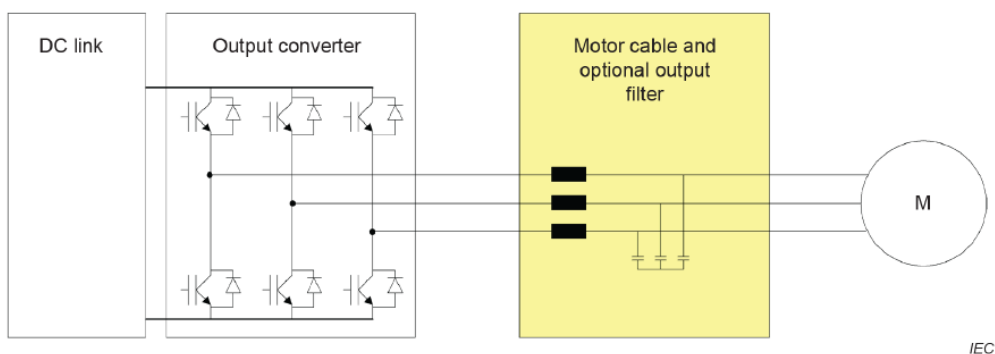 DC link
Output converter
Motor cable and
optional output
filter
M
IEC